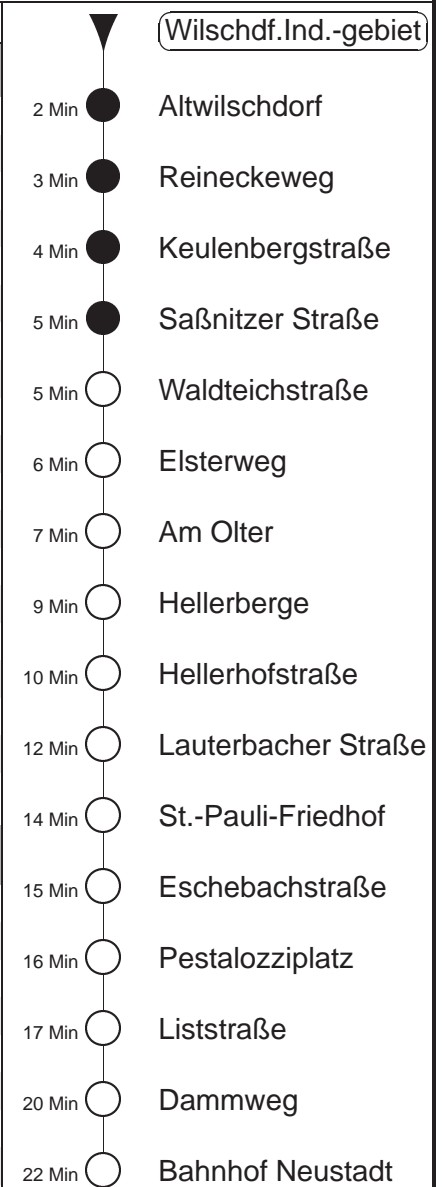 Wilschdf.Ind.-gebiet
2 Min Altwilschdorf
3 Min Reineckeweg
4 Min Keulenbergstraße
5 Min Saßnitzer Straße
5 Min Waldteichstraße
6 Min Elsterweg
7 Min Am Olter
9 Min Hellerberge
10 Min Hellerhofstraße
12 Min Lauterbacher Straße
14 Min St.-Pauli-Friedhof
15 Min Eschebachstraße
16 Min Pestalozziplatz
17 Min Liststraße
20 Min Dammweg
22 Min Bahnhof Neustadt